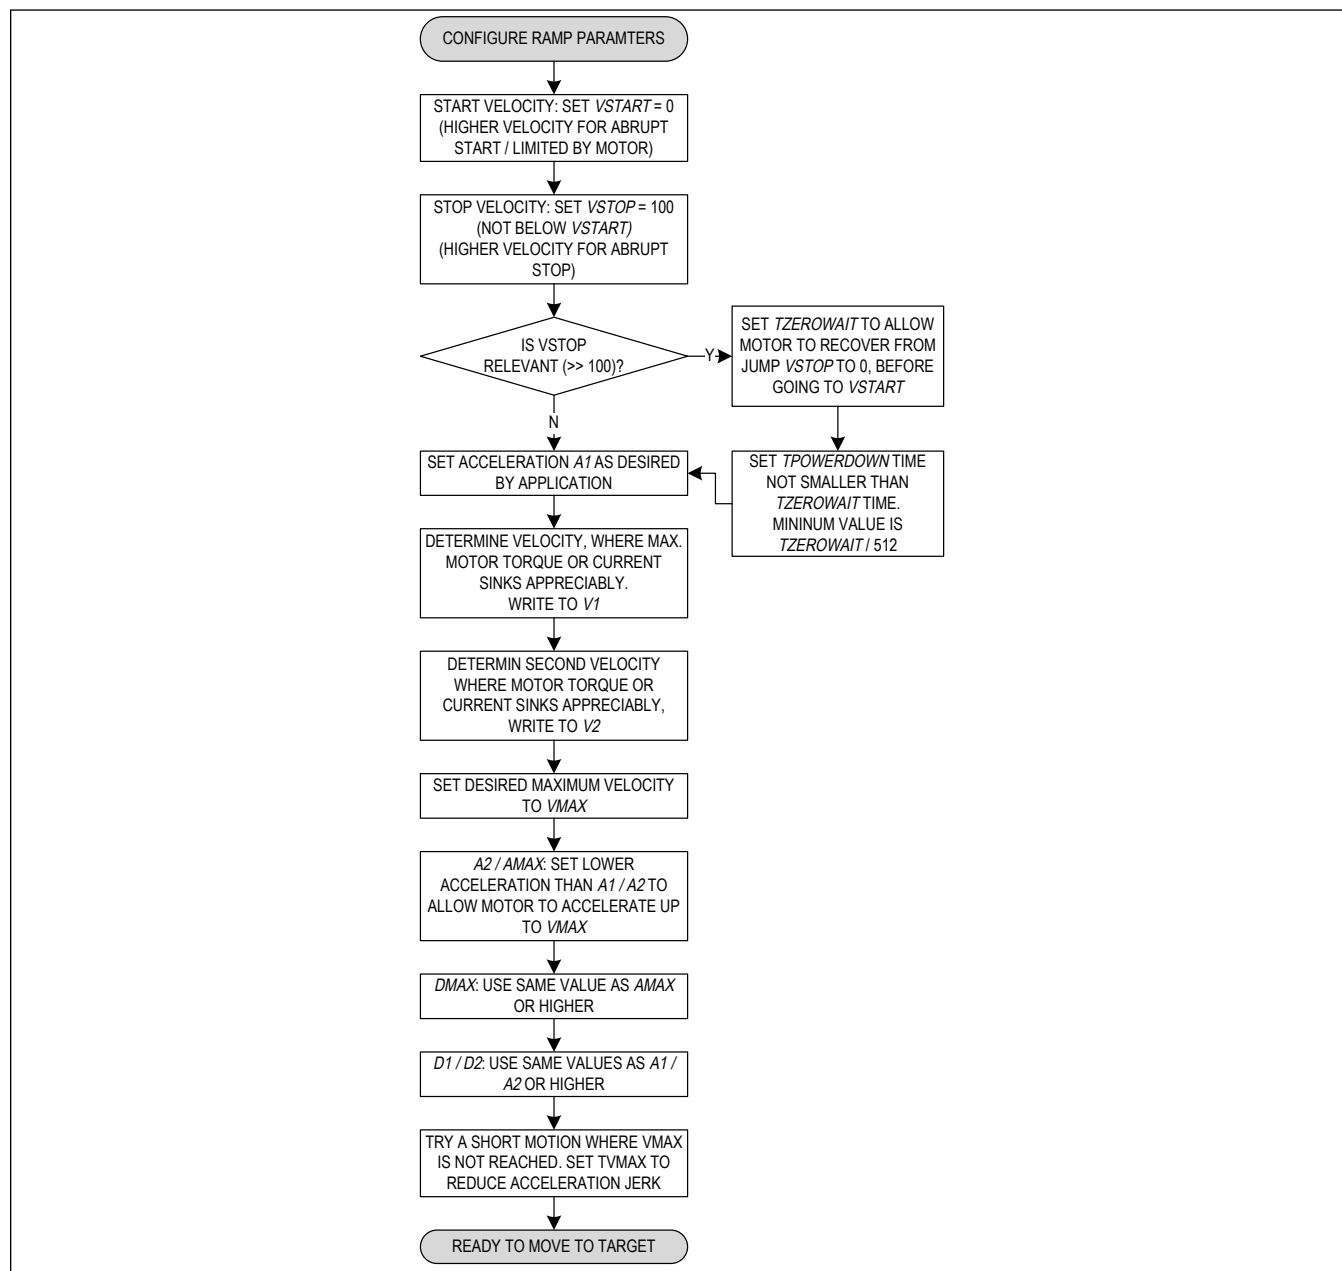 CONFIGURE RAMP PARAMTERS
START VELOCITY: SET VSTART = 0
(HIGHER VELOCITY FOR ABRUPT
START / LIMITED BY MOTOR)
STOP VELOCITY: SET VSTOP = 100
(NOT BELOW VSTART)
(HIGHER VELOCITY FOR ABRUPT
STOP)
IS VSTOP
RELEVANT (>> 100)?
Y
SET TZEROWAIT TO ALLOW
MOTOR TO RECOVER FROM
JUMP VSTOP TO 0, BEFORE
GOING TO VSTART
N
SET TPOWERDOWN TIME
NOT SMALLER THAN
TZEROWAIT TIME.
MININUM VALUE IS
TZEROWAIT / 512
SET ACCELERATION A1 AS DESIRED
BY APPLICATION
DETERMINE VELOCITY, WHERE MAX.
MOTOR TORQUE OR CURRENT
SINKS APPRECIABLY.
WRITE TO V1
DETERMIN SECOND VELOCITY
WHERE MOTOR TORQUE OR
CURRENT SINKS APPRECIABLY,
WRITE TO V2
SET DESIRED MAXIMUM VELOCITY
TO VMAX
A2 / AMAX: SET LOWER
ACCELERATION THAN A1 / A2 TO
ALLOW MOTOR TO ACCELERATE UP
TO VMAX
DMAX: USE SAME VALUE AS AMAX
OR HIGHER
D1 / D2: USE SAME VALUES AS A1 /
A2 OR HIGHER
TRY A SHORT MOTION WHERE VMAX
IS NOT REACHED. SET TVMAX TO
REDUCE ACCELERATION JERK
READY TO MOVE TO TARGET